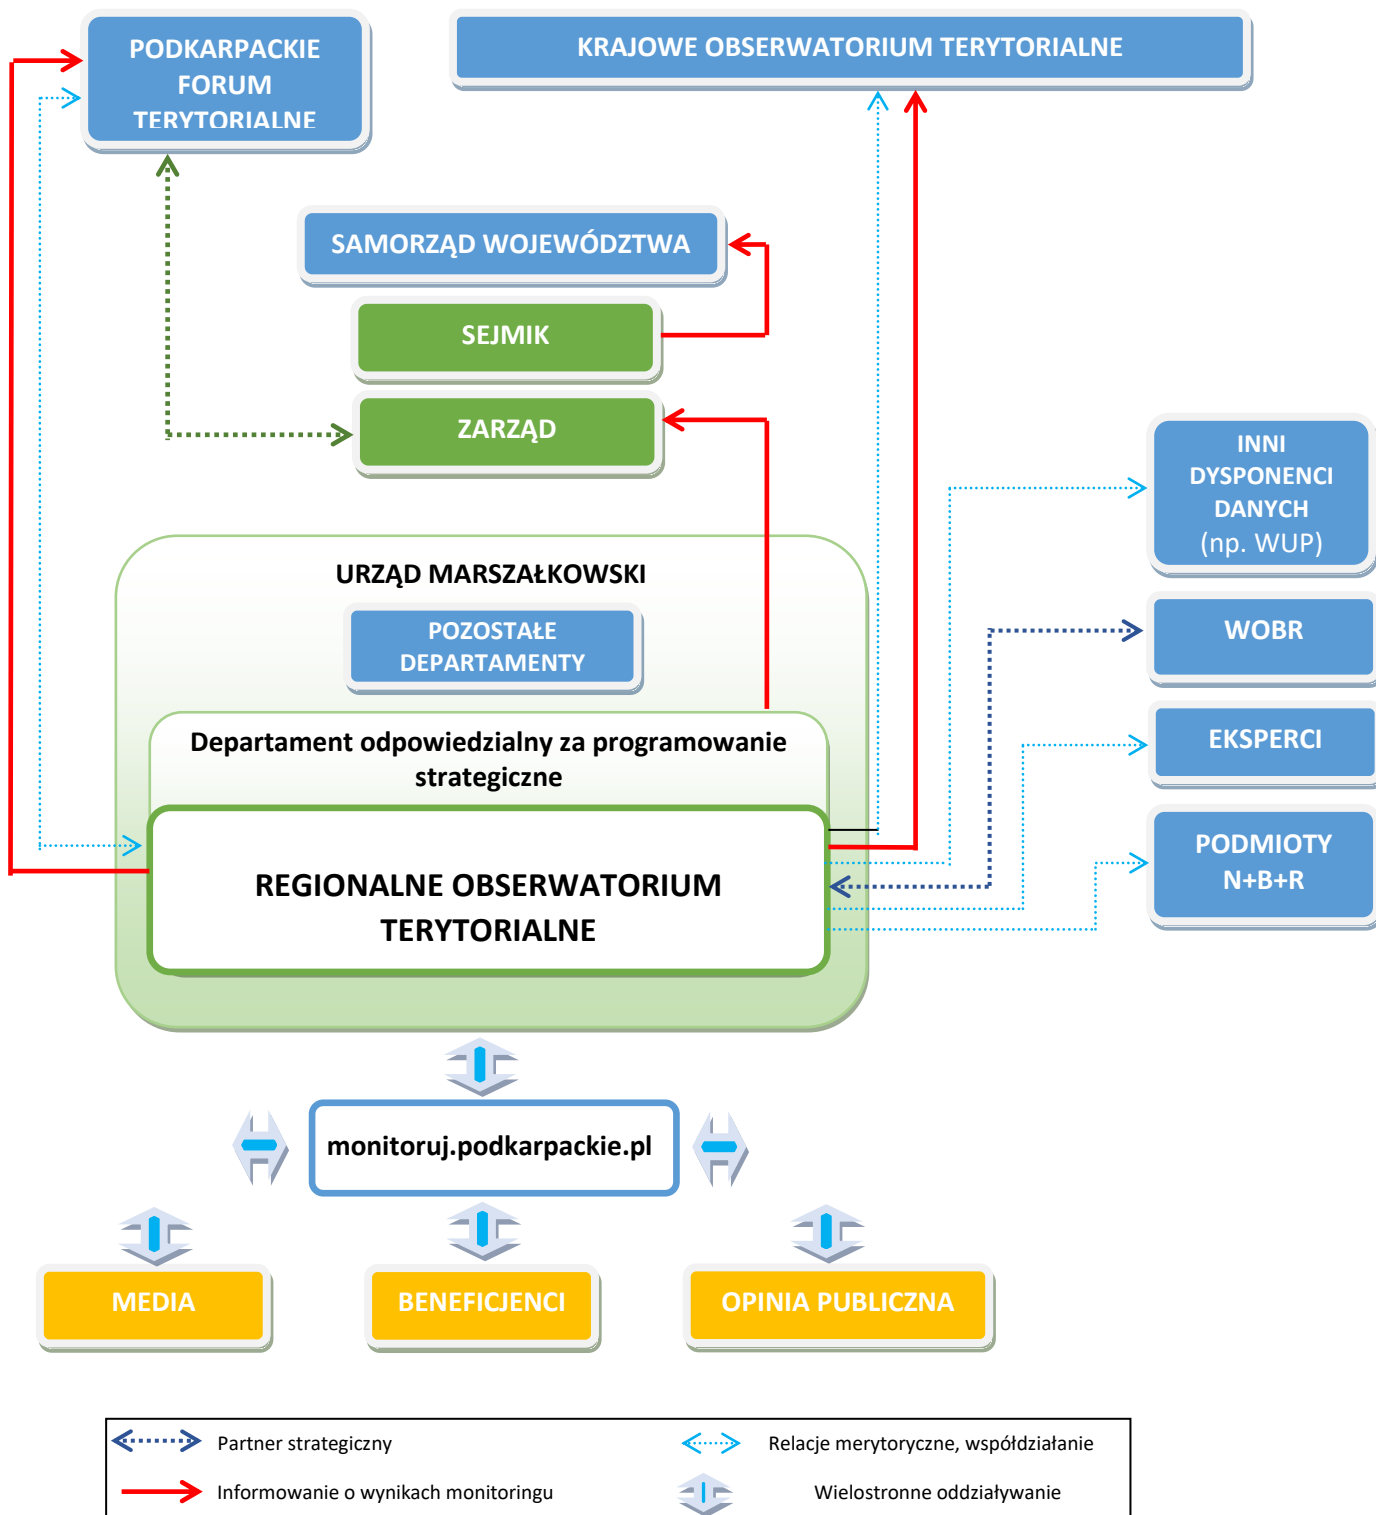 PODKARPACKIE
FORUM
TERYTORIALNE
KRAJOWE OBSERWATORIUM TERYTORIALNE
SAMORZĄD WOJEWÓDZTWA
SEJMIK
ZARZĄD
INNI
DYSPONENCI
DANYCH
(np. WUP)
URZĄD MARSZAŁKOWSKI
POZOSTAŁE
DEPARTAMENTY
WOBR
Departament odpowiedzialny za programowanie
strategiczne
EKSPERCI
REGIONALNE OBSERWATORIUM
TERYTORIALNE
PODMIOTY
N+B+R
monitoruj.podkarpackie.pl
MEDIA
BENEFICJENCI
OPINIA PUBLICZNA
Partner strategiczny
Relacje merytoryczne, współdziałanie
Informowanie o wynikach monitoringu
Wielostronne oddziaływanie